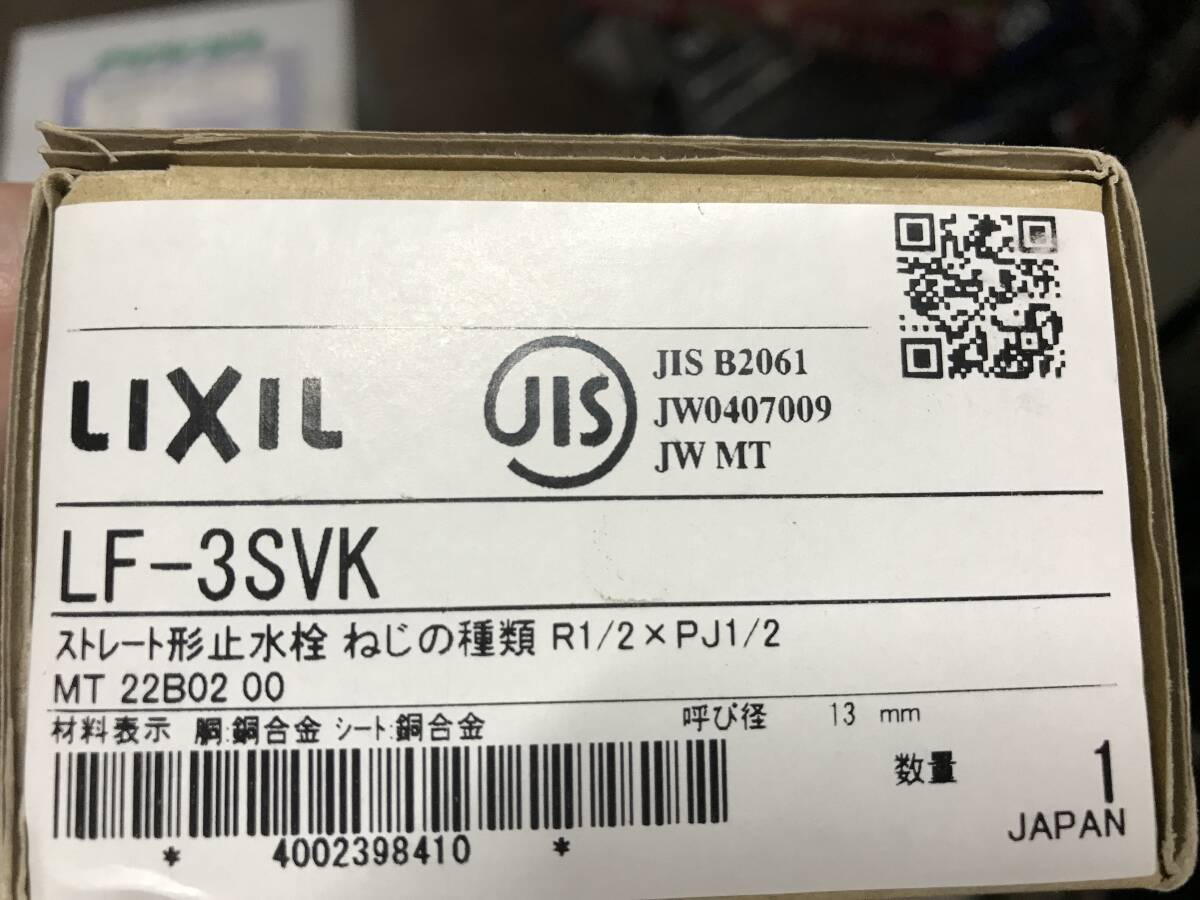 LIXIL
JIS
JIS B2061
JW0407009
JW MT
LF-3SVK
ストレート形止水栓 ねじの種類 R1/2×PJ1/2
MT 22B02 00
材料表示 胴:銅合金 シート:銅合金 呼び径 13 mm
数量 1
JAPAN
* 4002398410 *